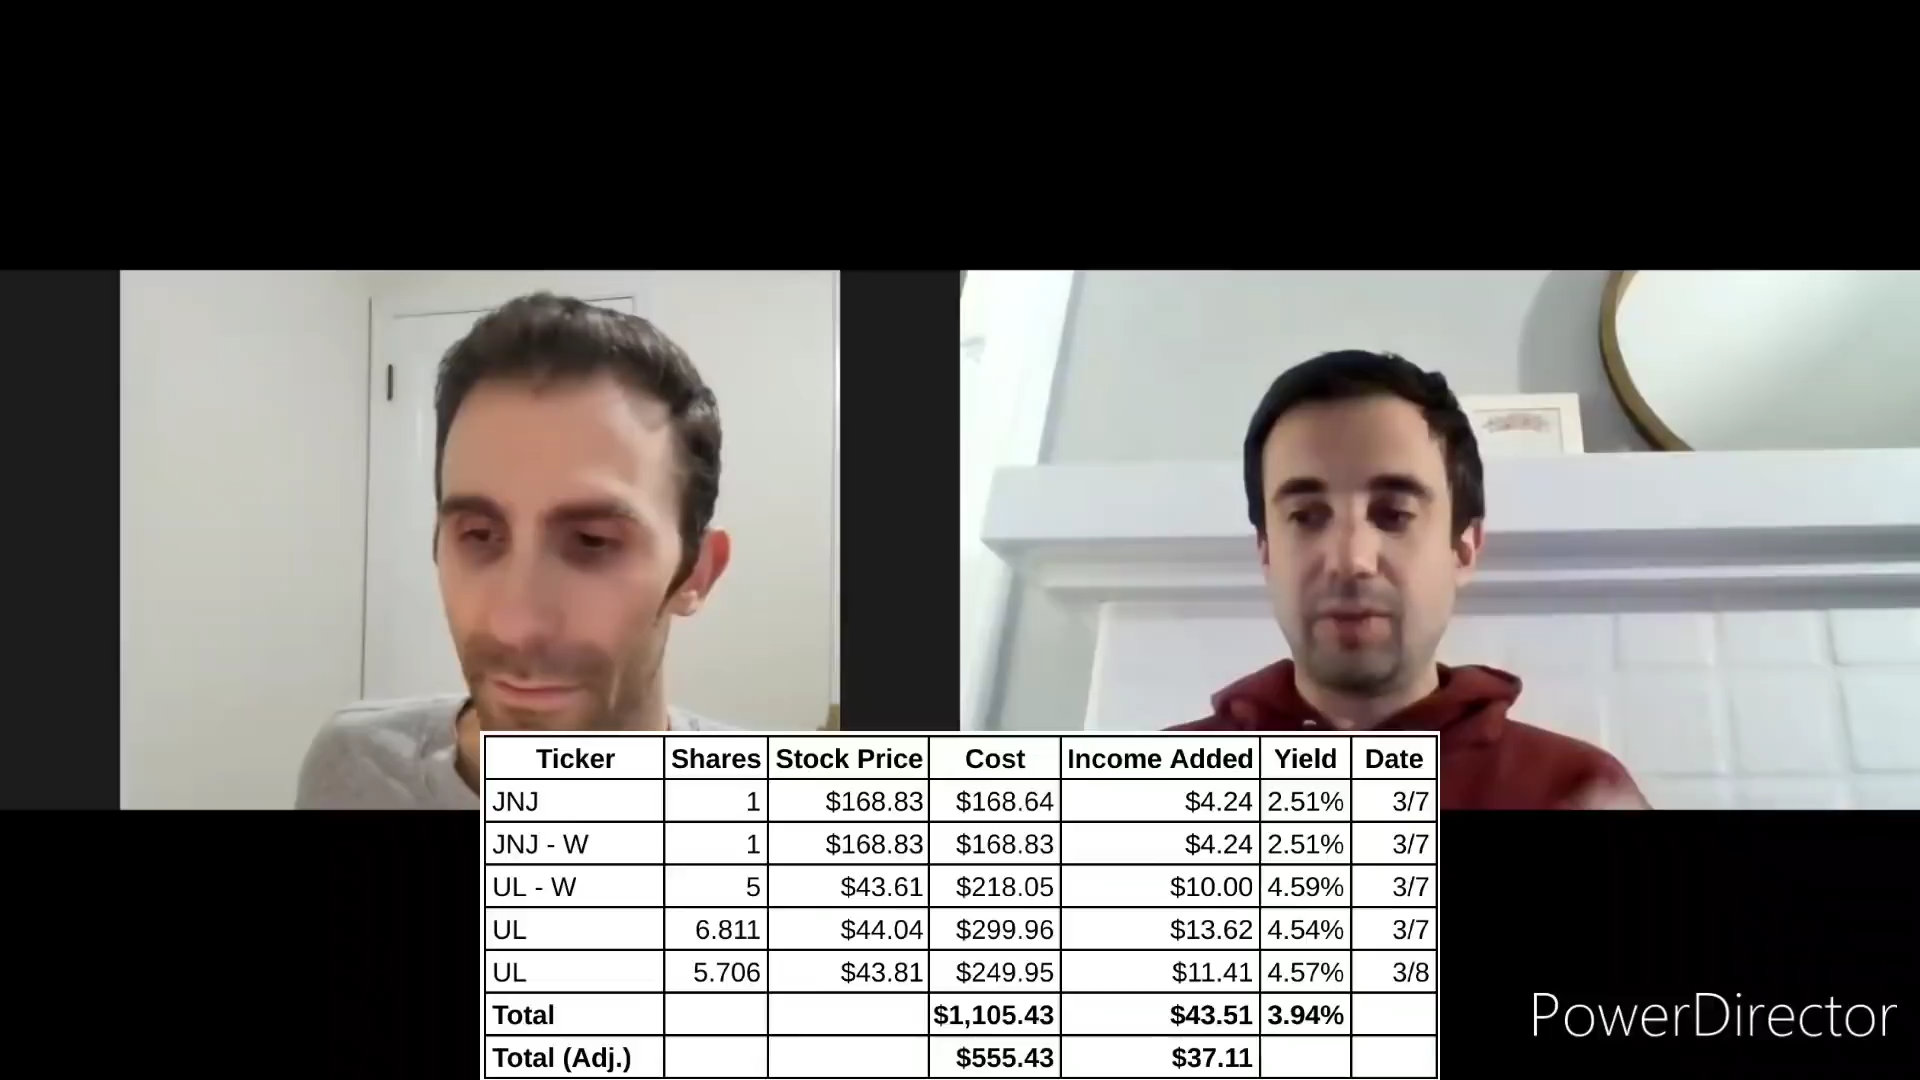 Ticker Shares Stock Price Cost Income Added Yield Date
JNJ 1 $168.83 $168.64 $4.24 2.51% 3/7
JNJ - W 1 $168.83 $168.83 $4.24 2.51% 3/7
UL - W 5 $43.61 $218.05 $10.00 4.59% 3/7
UL 6.811 $44.04 $299.96 $13.62 4.54% 3/7
UL 5.706 $43.81 $249.95 $11.41 4.57% 3/8
Total $1,105.43 $43.51 3.94%
Total (Adj.) $555.43 $37.11
PowerDirector